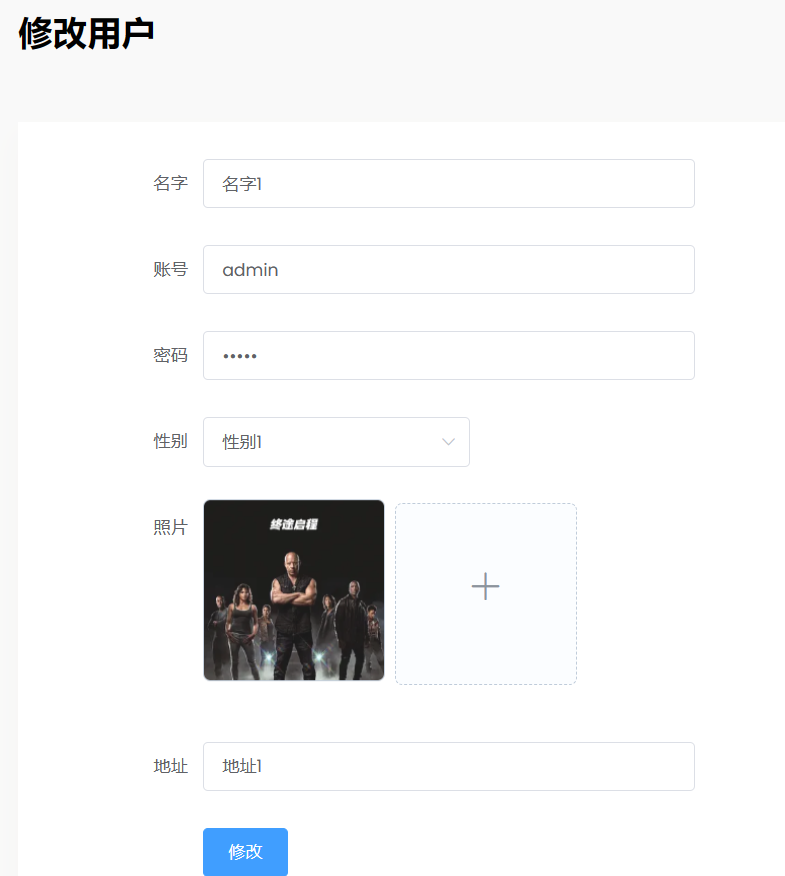 修改用户
名字 名字1
账号 admin
密码 •••••
性别 性别1
照片
終途启程
地址 地址1
修改